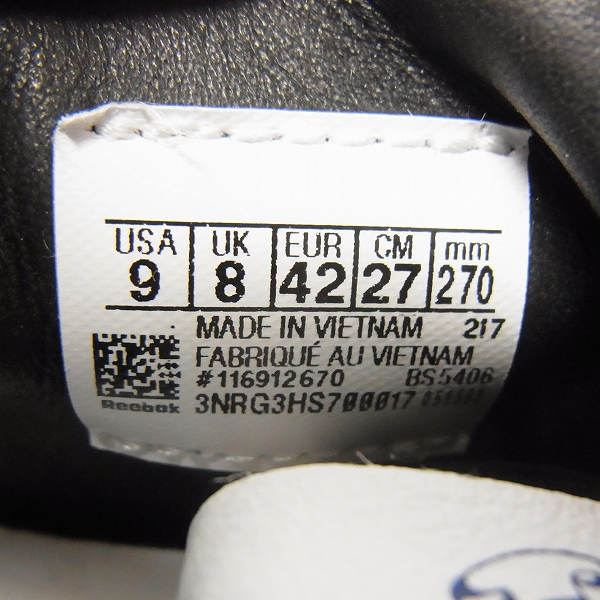 USA UK EUR CM mm
9 8 42 27 270
MADE IN VIETNAM 217
FABRIQUÉ AU VIETNAM
#116912670 BS5406
Reebok 3NRG3HS700017